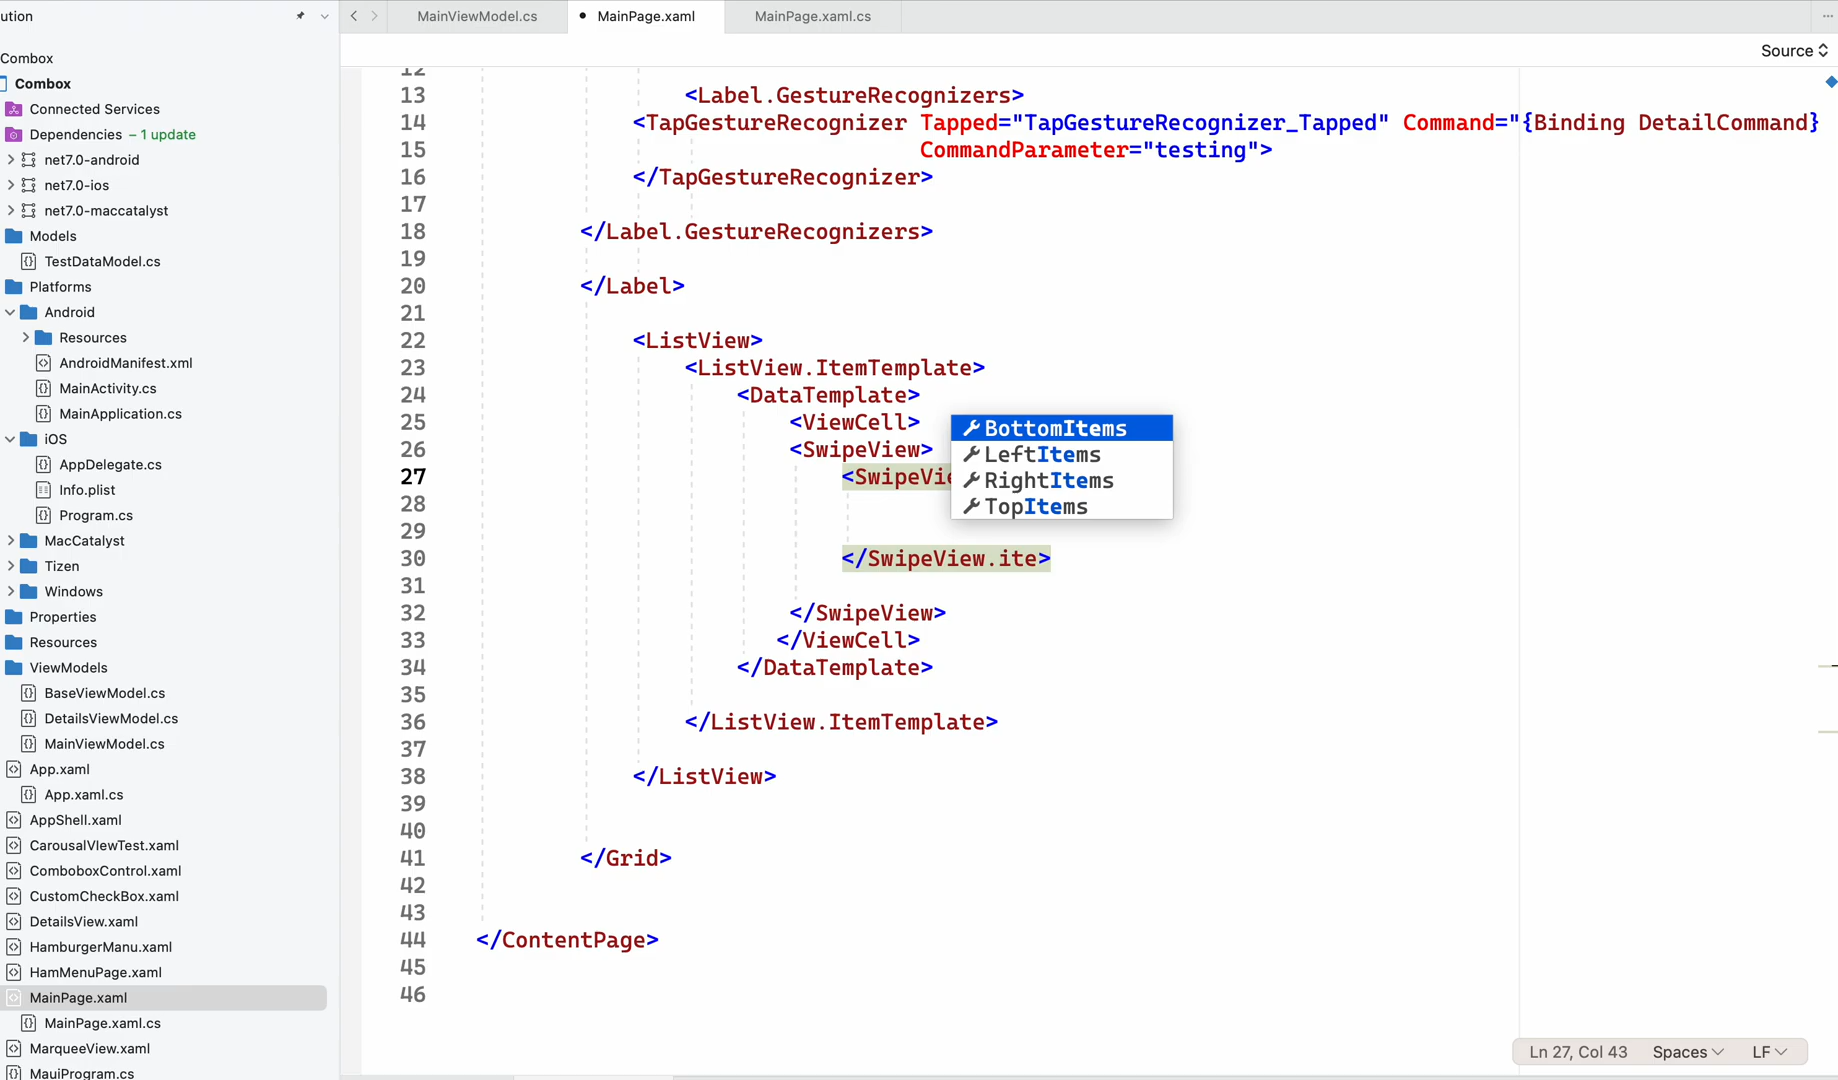 ution
MainViewModel.cs
MainPage.xaml
MainPage.xaml.cs
Source
Combox
Combox
Connected Services
Dependencies – 1 update
net7.0-android
net7.0-ios
net7.0-maccatalyst
Models
TestDataModel.cs
Platforms
Android
Resources
AndroidManifest.xml
MainActivity.cs
MainApplication.cs
iOS
AppDelegate.cs
Info.plist
Program.cs
MacCatalyst
Tizen
Windows
Properties
Resources
ViewModels
BaseViewModel.cs
DetailsViewModel.cs
MainViewModel.cs
App.xaml
App.xaml.cs
AppShell.xaml
CarousalVIewTest.xaml
ComboboxControl.xaml
CustomCheckBox.xaml
DetailsView.xaml
HamburgerManu.xaml
HamMenuPage.xaml
MainPage.xaml
MainPage.xaml.cs
MarqueeView.xaml
MauiProgram.cs
12
13 <Label.GestureRecognizers>
14 <TapGestureRecognizer Tapped="TapGestureRecognizer_Tapped" Command="{Binding DetailCommand}
15 CommandParameter="testing">
16 </TapGestureRecognizer>
17
18 </Label.GestureRecognizers>
19
20 </Label>
21
22 <ListView>
23 <ListView.ItemTemplate>
24 <DataTemplate>
25 <ViewCell>
26 <SwipeView>
27 <SwipeVie
28
29
30 </SwipeView.ite>
31
32 </SwipeView>
33 </ViewCell>
34 </DataTemplate>
35
36 </ListView.ItemTemplate>
37
38 </ListView>
39
40
41 </Grid>
42
43
44 </ContentPage>
45
46
BottomItems
LeftItems
RightItems
TopItems
Ln 27, Col 43 Spaces LF